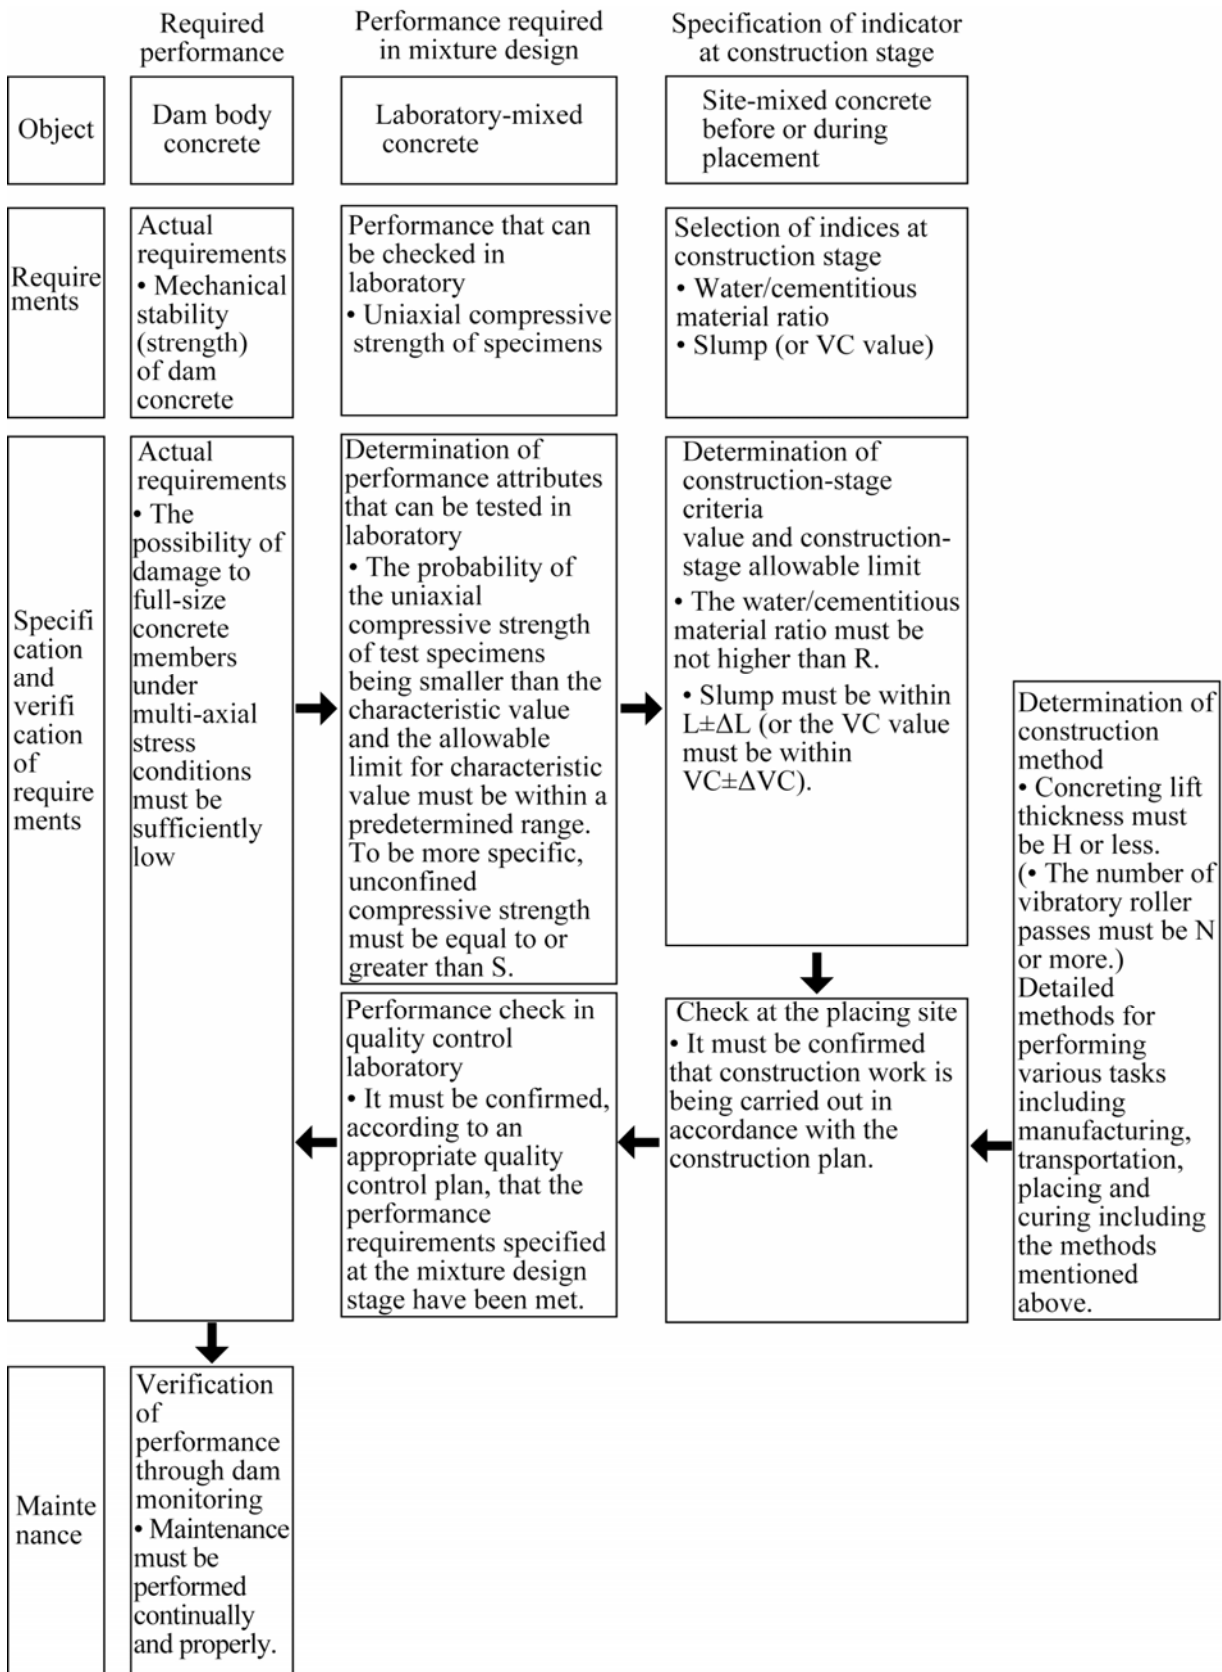 Required
performance
Performance required
in mixture design
Specification of indicator
at construction stage
Object
Dam body
concrete
Laboratory-mixed
concrete
Site-mixed concrete
before or during
placement
Require
ments
Actual
requirements
• Mechanical
stability
(strength)
of dam
concrete
Performance that can
be checked in
laboratory
• Uniaxial compressive
strength of specimens
Selection of indices at
construction stage
• Water/cementitious
material ratio
• Slump (or VC value)
Specifi
cation
and
verifi
cation
of
require
ments
Actual
requirements
• The
possibility of
damage to
full-size
concrete
members
under
multi-axial
stress
conditions
must be
sufficiently
low
Determination of
performance attributes
that can be tested in
laboratory
• The probability of
the uniaxial
compressive strength
of test specimens
being smaller than the
characteristic value
and the allowable
limit for characteristic
value must be within a
predetermined range.
To be more specific,
unconfined
compressive strength
must be equal to or
greater than S.
Determination of
construction-stage
criteria
value and construction-
stage allowable limit
• The water/cementitious
material ratio must be
not higher than R.
• Slump must be within
L±ΔL (or the VC value
must be within
VC±ΔVC).
Determination of
construction
method
• Concreting lift
thickness must
be H or less.
(• The number of
vibratory roller
passes must be N
or more.)
Detailed
methods for
performing
various tasks
including
manufacturing,
transportation,
placing and
curing including
the methods
mentioned
above.
Performance check in
quality control
laboratory
• It must be confirmed,
according to an
appropriate quality
control plan, that the
performance
requirements specified
at the mixture design
stage have been met.
Check at the placing site
• It must be confirmed
that construction work is
being carried out in
accordance with the
construction plan.
Mainte
nance
Verification
of
performance
through dam
monitoring
• Maintenance
must be
performed
continually
and properly.